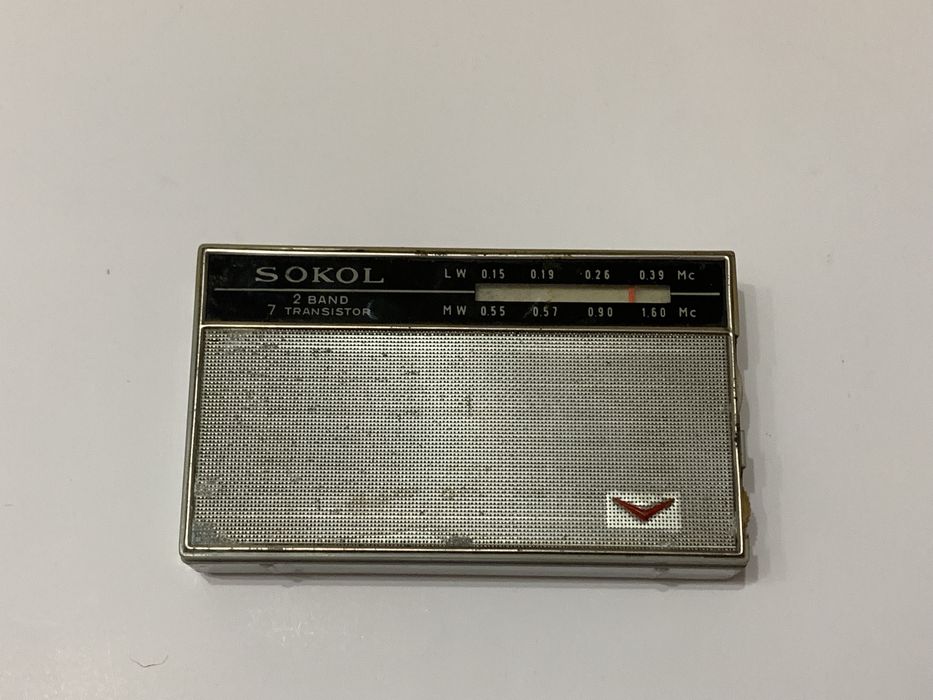 SOKOL
2 BAND
7 TRANSISTOR
LW 0.15 0.19 0.26 0.39 Mc
MW 0.55 0.57 0.90 1.60 Mc